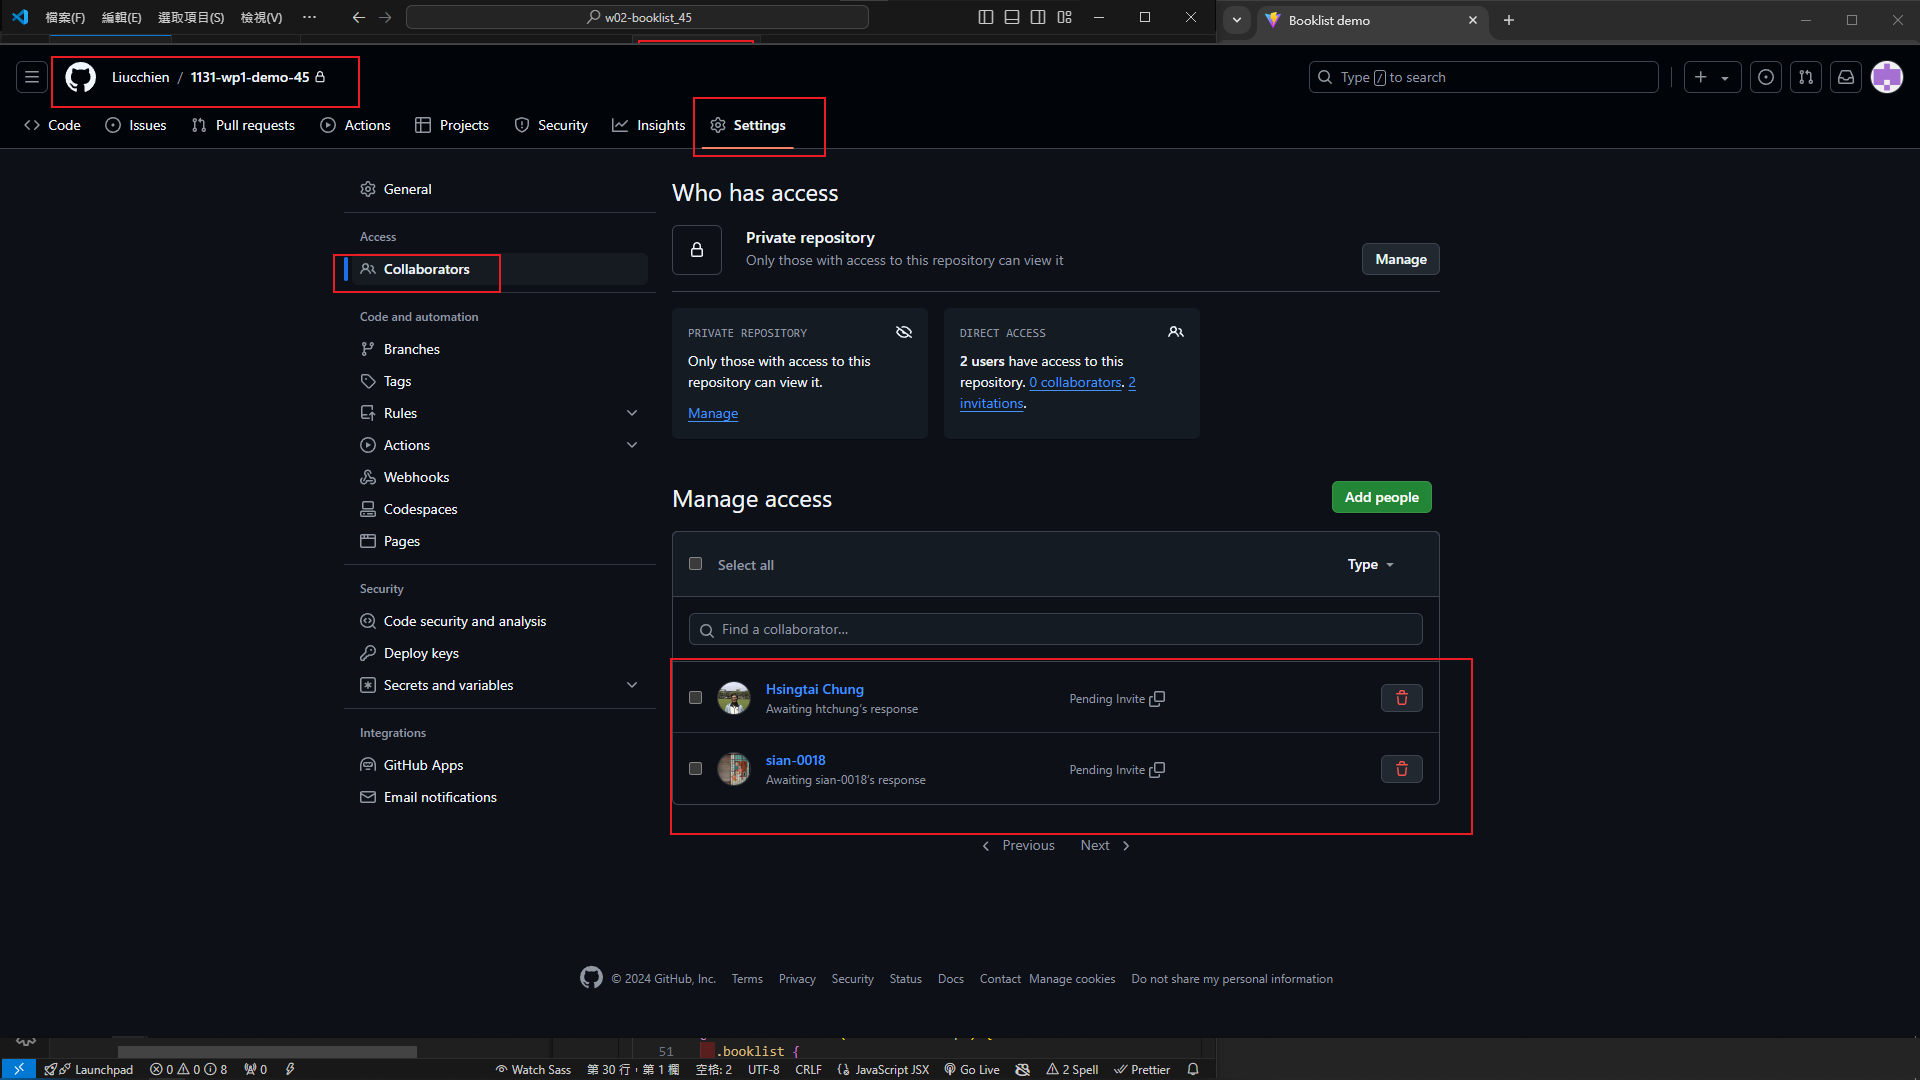 檔案(F) 編輯(E) 選取項目(S) 檢視(V) ··· w02-booklist_45
Booklist demo
Liucchien / 1131-wp1-demo-45
Type / to search
Code Issues Pull requests Actions Projects Security Insights Settings
General
Access
Collaborators
Code and automation
Branches
Tags
Rules
Actions
Webhooks
Codespaces
Pages
Security
Code security and analysis
Deploy keys
Secrets and variables
Integrations
GitHub Apps
Email notifications
Who has access
Private repository
Only those with access to this repository can view it
Manage
PRIVATE REPOSITORY
Only those with access to this
repository can view it.
Manage
DIRECT ACCESS
2 users have access to this
repository. 0 collaborators. 2
invitations.
Manage access
Add people
Select all
Type
Find a collaborator...
Hsingtai Chung
Awaiting htchung's response
Pending Invite
sian-0018
Awaiting sian-0018's response
Pending Invite
Previous Next
© 2024 GitHub, Inc. Terms Privacy Security Status Docs Contact Manage cookies Do not share my personal information
51 .booklist {
Launchpad 0 0 8 0 Watch Sass 第 30 行，第 1 欄 空格: 2 UTF-8 CRLF JavaScript JSX Go Live 2 Spell Prettier